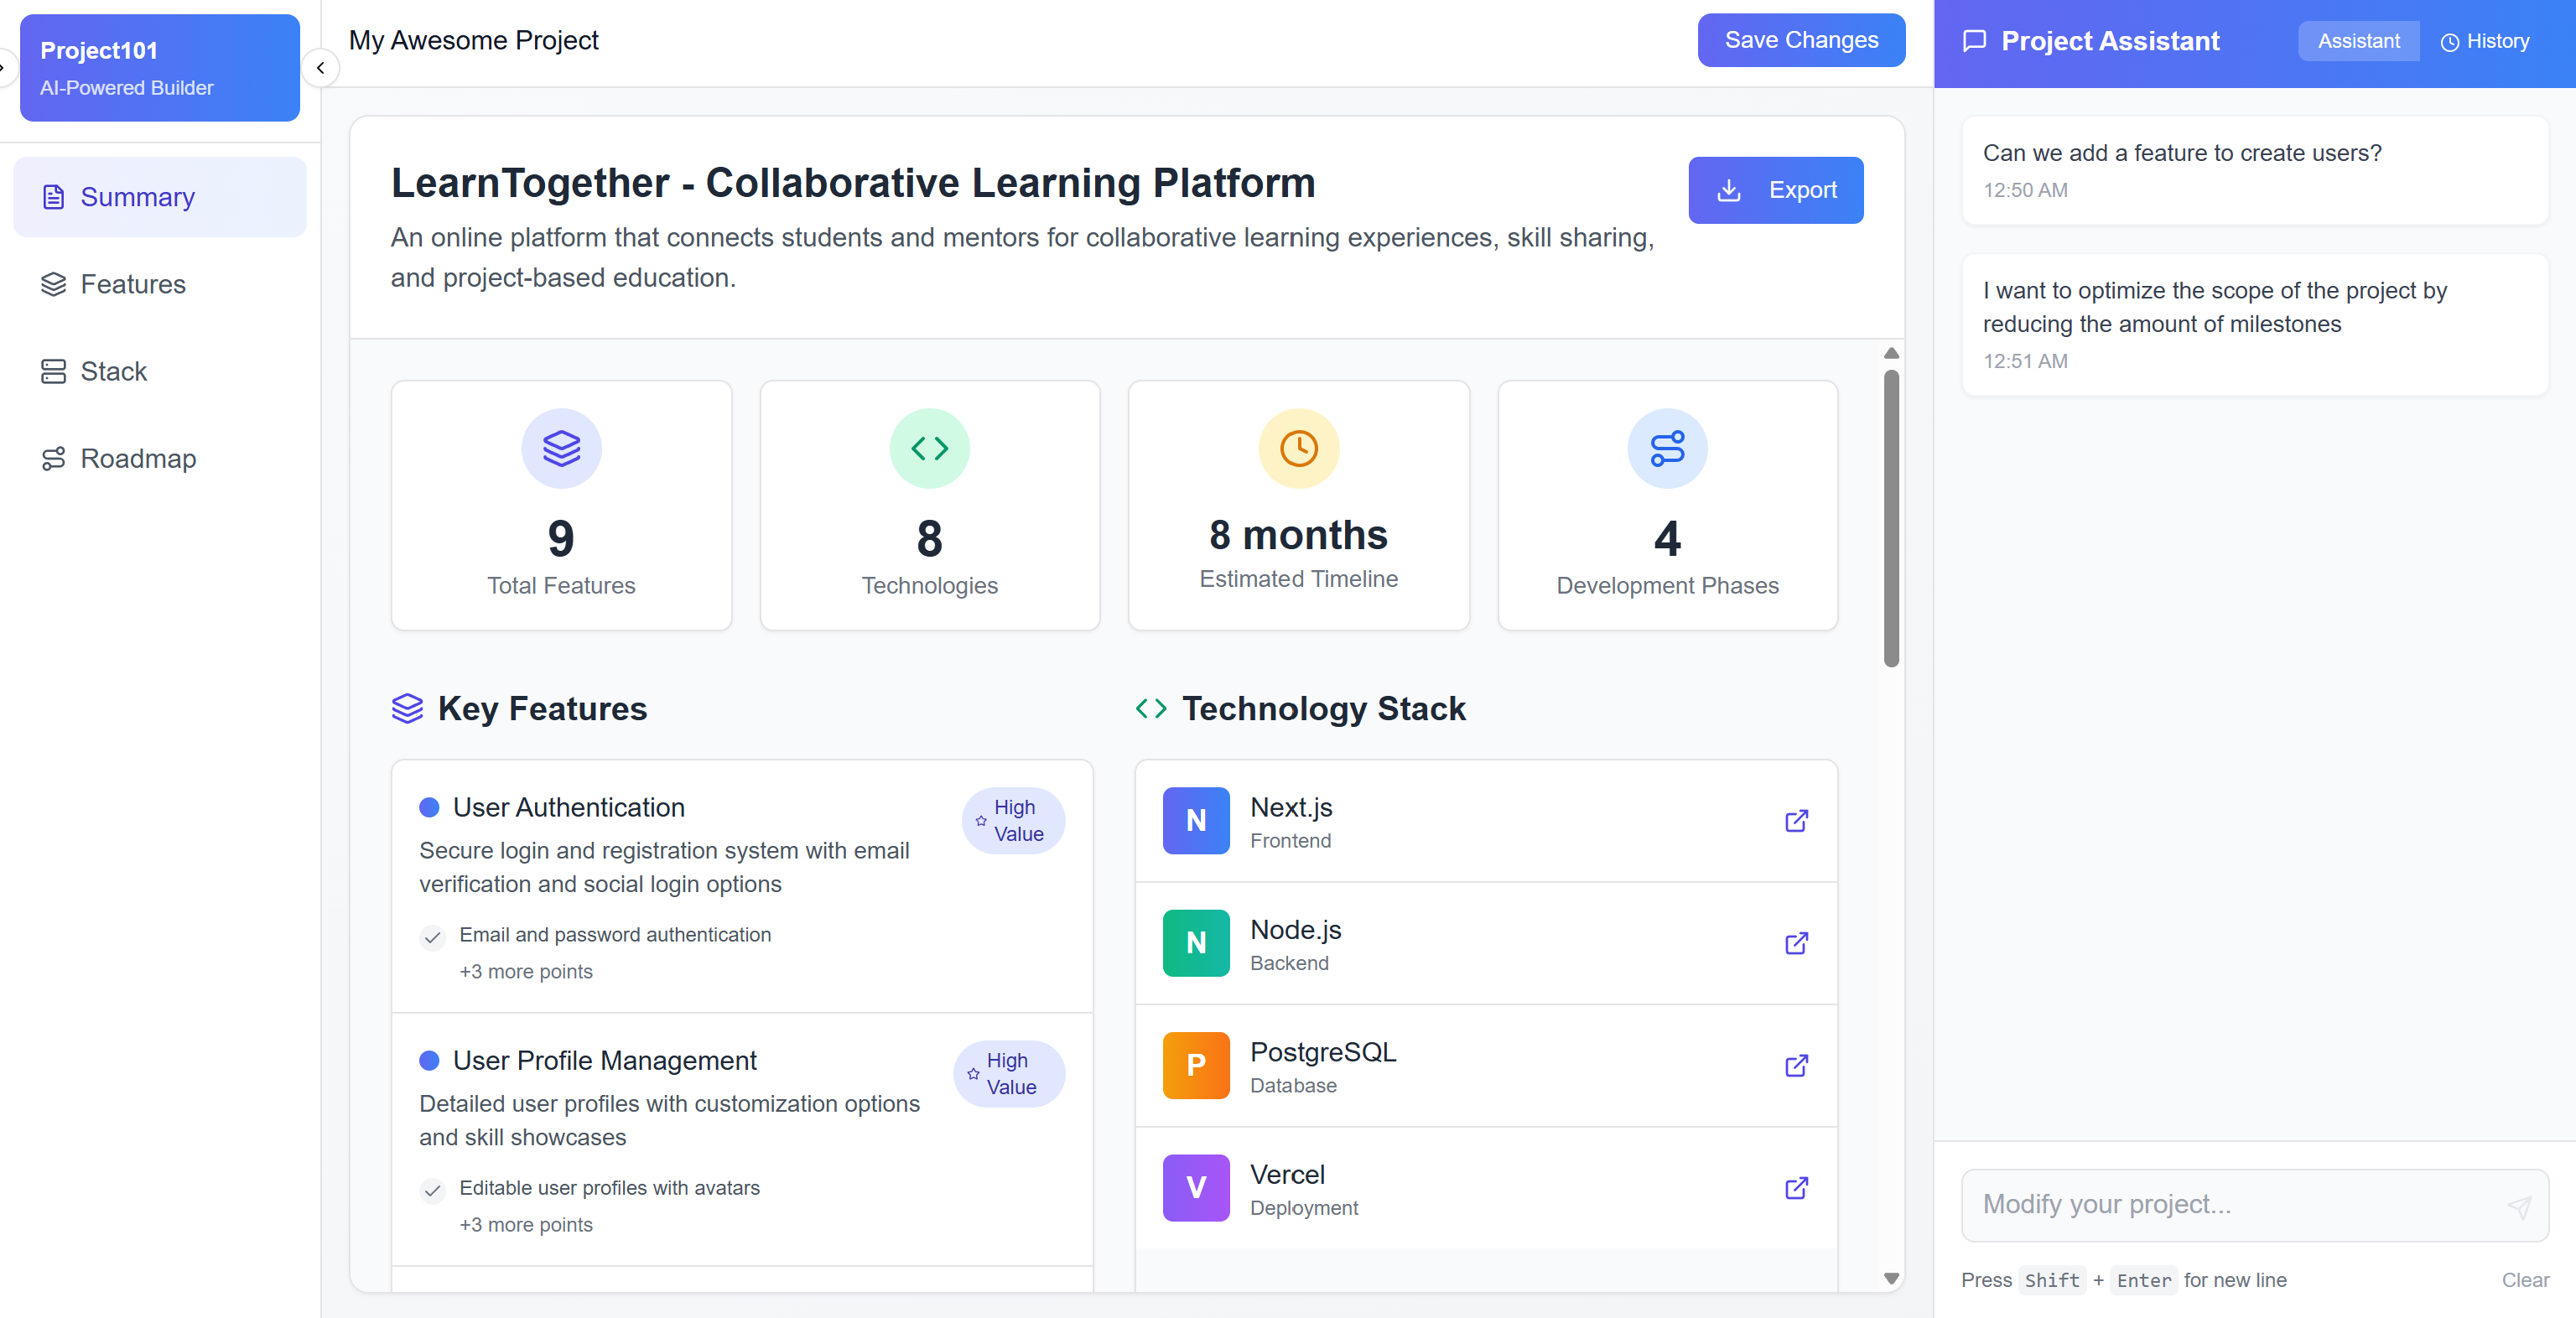 Project101
AI-Powered Builder
Summary
Features
Stack
Roadmap
My Awesome Project
Save Changes
LearnTogether - Collaborative Learning Platform
An online platform that connects students and mentors for collaborative learning experiences, skill sharing,
and project-based education.
Export
9
Total Features
8
Technologies
8 months
Estimated Timeline
4
Development Phases
Key Features
User Authentication
High
Value
Secure login and registration system with email
verification and social login options
Email and password authentication
+3 more points
User Profile Management
High
Value
Detailed user profiles with customization options
and skill showcases
Editable user profiles with avatars
+3 more points
Technology Stack
N
Next.js
Frontend
N
Node.js
Backend
P
PostgreSQL
Database
V
Vercel
Deployment
Project Assistant
Assistant
History
Can we add a feature to create users?
12:50 AM
I want to optimize the scope of the project by
reducing the amount of milestones
12:51 AM
Modify your project...
Press Shift + Enter for new line
Clear